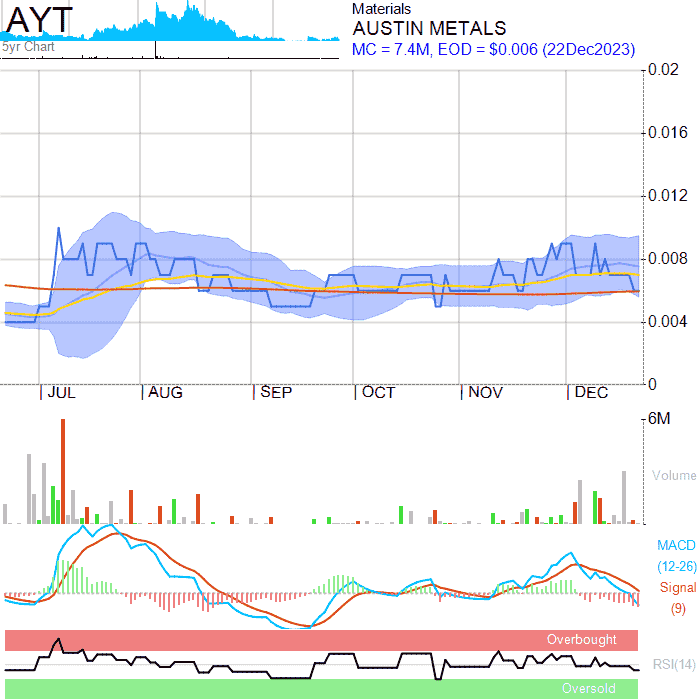 AYT
5yr Chart
Materials
AUSTIN METALS
MC = 7.4M, EOD = $0.006 (22Dec2023)
0.02
0.016
0.012
0.008
0.004
0
JUL AUG SEP OCT NOV DEC
6M
Volume
MACD
(12-26)
Signal
(9)
Overbought
RSI(14)
Oversold